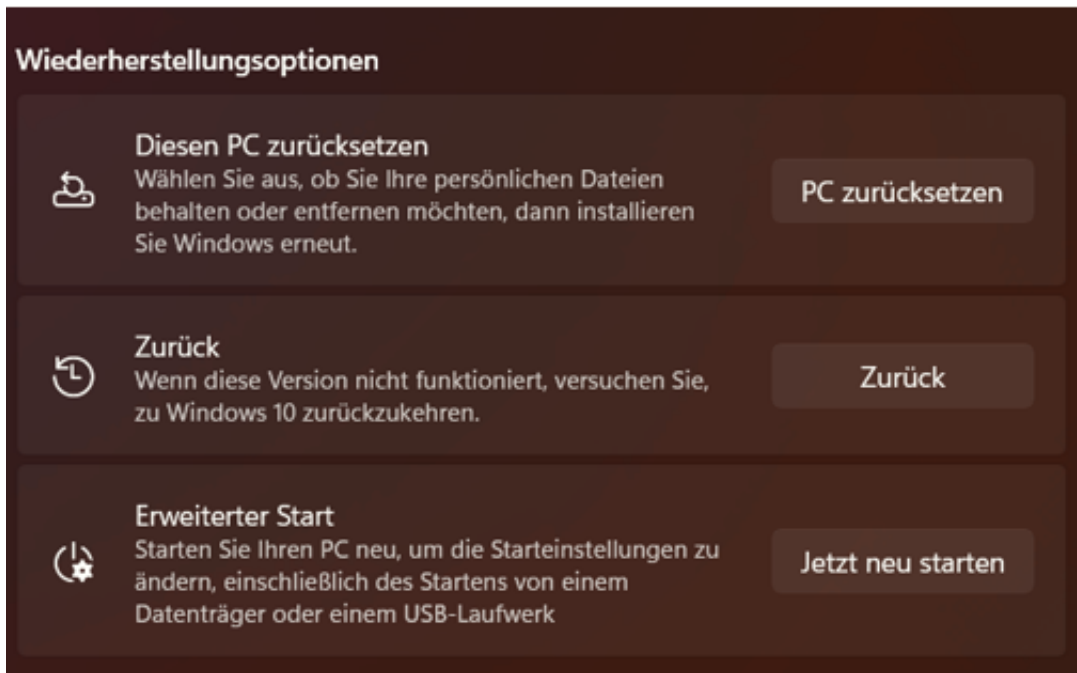 Wiederherstellungsoptionen
Diesen PC zurücksetzen
Wählen Sie aus, ob Sie Ihre persönlichen Dateien
behalten oder entfernen möchten, dann installieren
Sie Windows erneut.
PC zurücksetzen
Zurück
Wenn diese Version nicht funktioniert, versuchen Sie,
zu Windows 10 zurückzukehren.
Zurück
Erweiterter Start
Starten Sie Ihren PC neu, um die Starteinstellungen zu
ändern, einschließlich des Startens von einem
Datenträger oder einem USB-Laufwerk
Jetzt neu starten